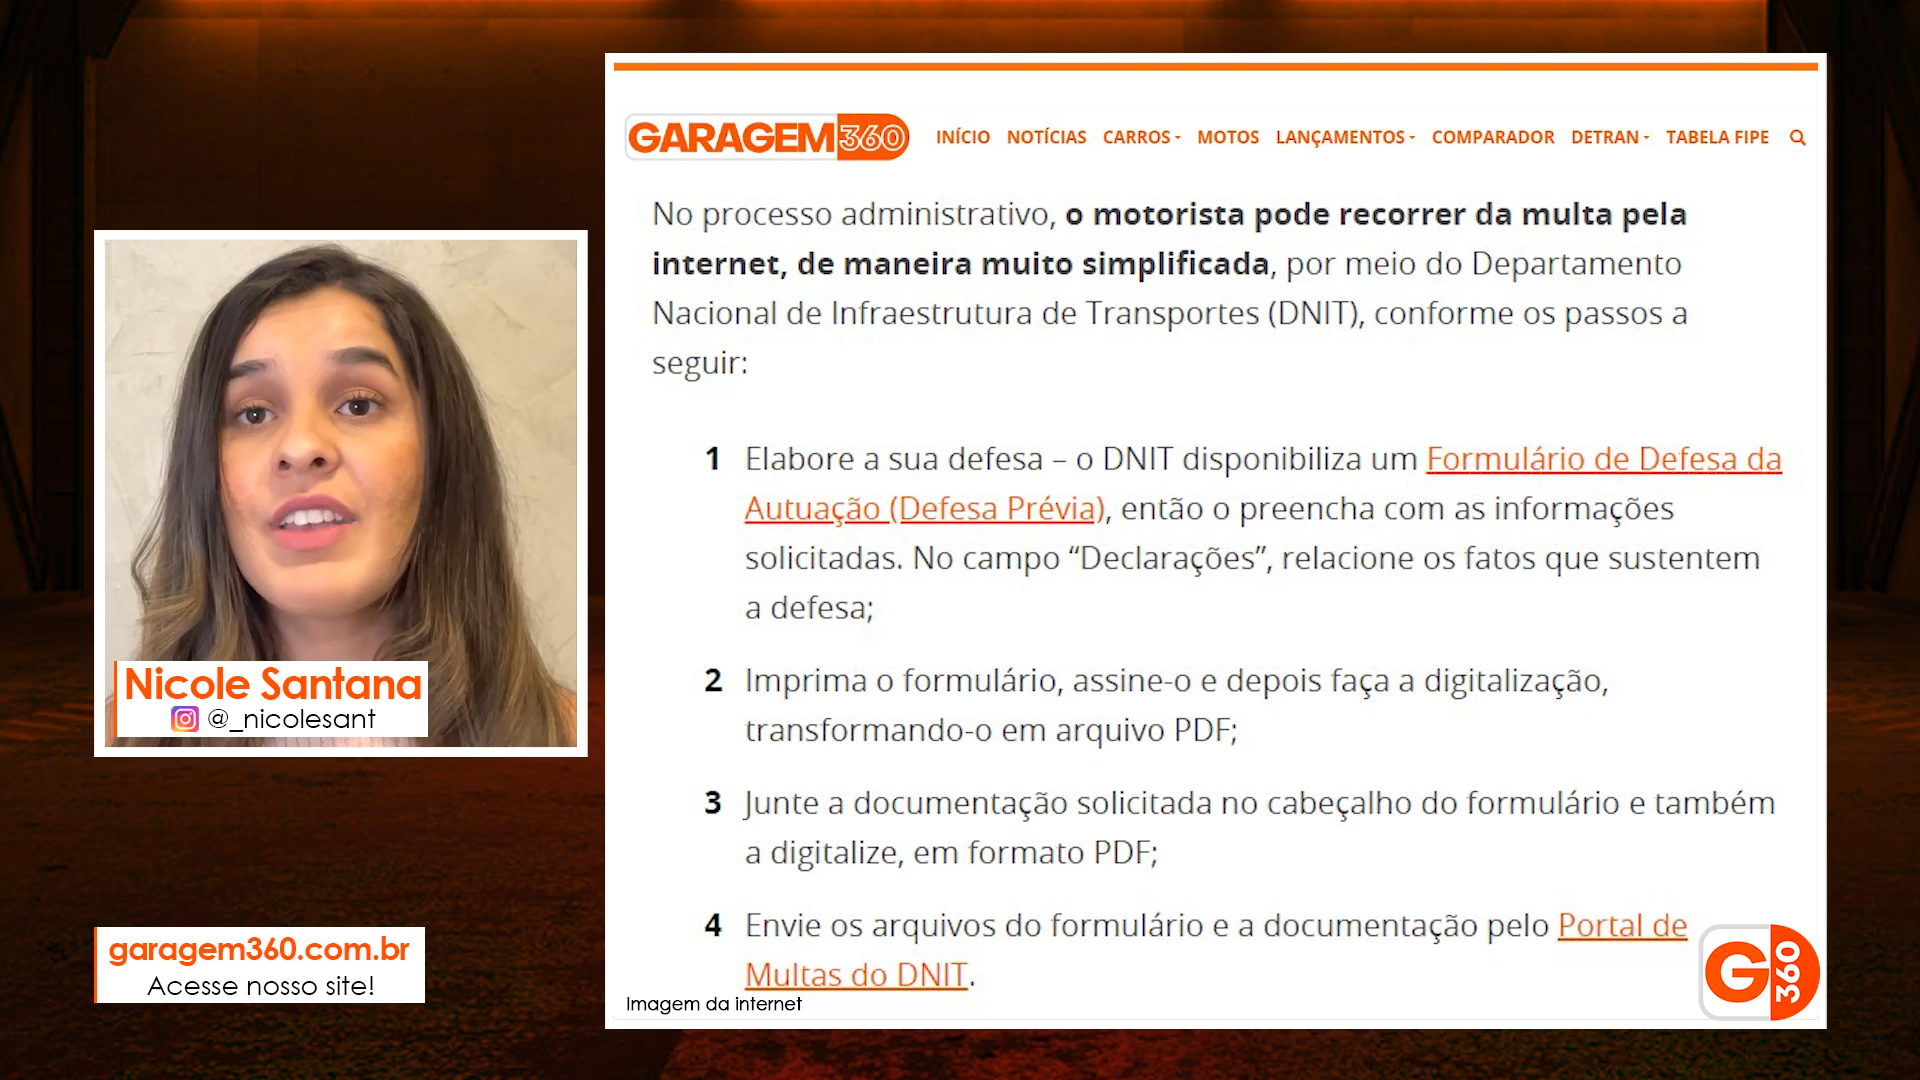 GARAGEM360
INÍCIO NOTÍCIAS CARROS MOTOS LANÇAMENTOS COMPARADOR DETRAN TABELA FIPE
No processo administrativo, o motorista pode recorrer da multa pela
internet, de maneira muito simplificada, por meio do Departamento
Nacional de Infraestrutura de Transportes (DNIT), conforme os passos a
seguir:
1 Elabore a sua defesa – o DNIT disponibiliza um Formulário de Defesa da
Autuação (Defesa Prévia), então o preencha com as informações
solicitadas. No campo “Declarações”, relacione os fatos que sustentem
a defesa;
2 Imprima o formulário, assine-o e depois faça a digitalização,
transformando-o em arquivo PDF;
3 Junte a documentação solicitada no cabeçalho do formulário e também
a digitalize, em formato PDF;
4 Envie os arquivos do formulário e a documentação pelo Portal de
Multas do DNIT.
Imagem da internet
G 360
Nicole Santana
@_nicolesant
garagem360.com.br
Acesse nosso site!